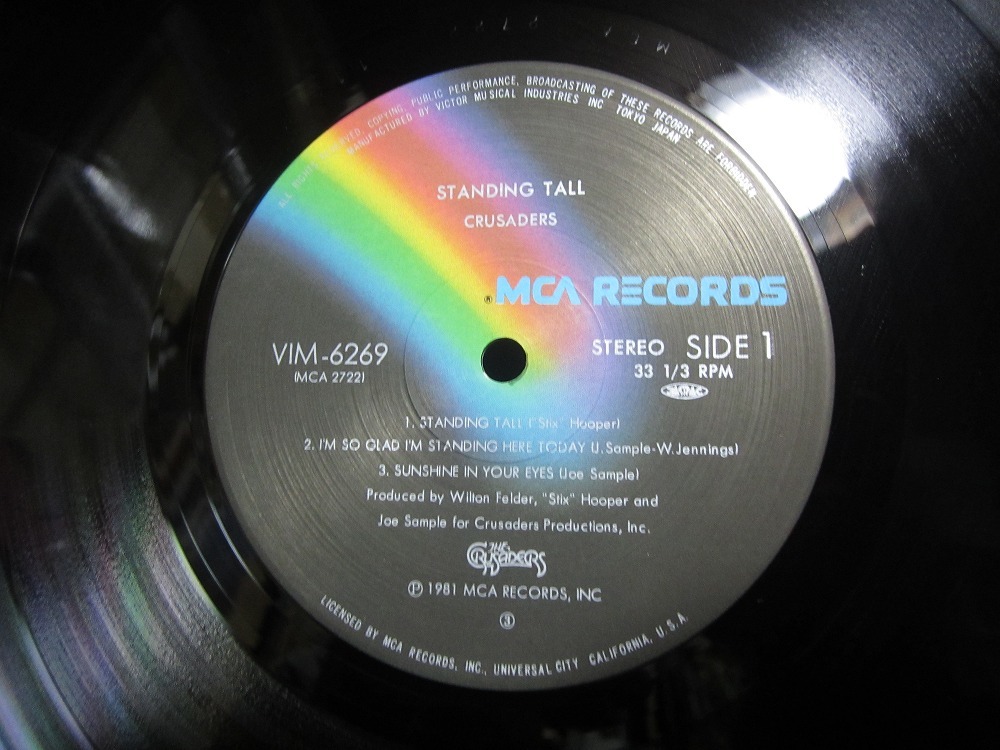 ALL RIGHTS RESERVED. COPYING, PUBLIC PERFORMANCE, BROADCASTING OF THESE RECORDS ARE FORBIDDEN.
MANUFACTURED BY VICTOR MUSICAL INDUSTRIES INC TOKYO JAPAN
STANDING TALL
CRUSADERS
® MCA RECORDS
VIM-6269
(MCA 2722)
STEREO SIDE 1
33 1/3 RPM
1. STANDING TALL ("Stix" Hooper)
2. I'M SO GLAD I'M STANDING HERE TODAY (J. Sample-W. Jennings)
3. SUNSHINE IN YOUR EYES (Joe Sample)
Produced by Wilton Felder, "Stix" Hooper and
Joe Sample for Crusaders Productions, Inc.
THE
CRUSADERS
Ⓟ 1981 MCA RECORDS, INC
③
LICENSED BY MCA RECORDS, INC., UNIVERSAL CITY CALIFORNIA, U.S.A.